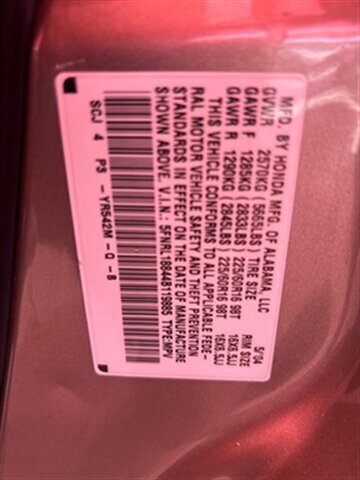 MFD. BY HONDA MFG. OF ALABAMA, LLC 5/04
GVWR 2570KG (5665LBS) TIRE SIZE RIM SIZE
GAWR F 1285KG (2833LBS) 225/60R16 98T 16X6.5JJ
GAWR R 1290KG (2845LBS) 225/60R16 98T 16X6.5JJ
THIS VEHICLE CONFORMS TO ALL APPLICABLE FEDE-
RAL MOTOR VEHICLE SAFETY AND THEFT PREVENTION
STANDARDS IN EFFECT ON THE DATE OF MANUFACTURE
SHOWN ABOVE. V.I.N.: TYPE:MPV
SCJ 4 P3 -YR542M -Q -B